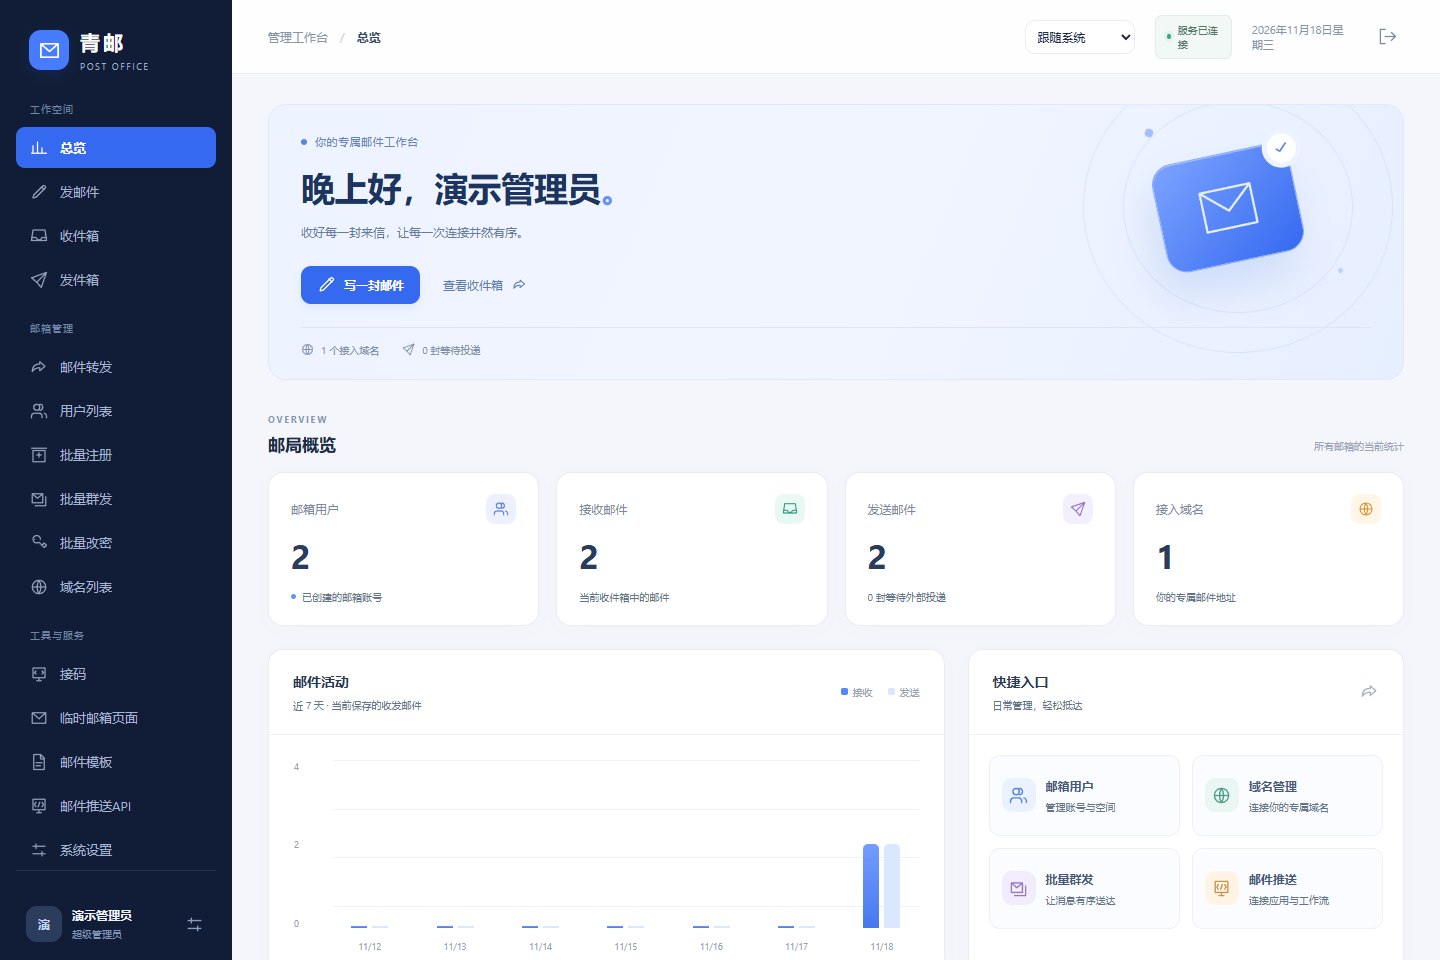 青邮
POST OFFICE
工作空间
总览
发邮件
收件箱
发件箱
邮箱管理
邮件转发
用户列表
批量注册
批量群发
批量改密
域名列表
工具与服务
接码
临时邮箱页面
邮件模板
邮件推送API
系统设置
演
演示管理员
超级管理员
管理工作台 / 总览
跟随系统
服务已连
接
2026年11月18日星
期三
你的专属邮件工作台
晚上好，演示管理员。
收好每一封来信，让每一次连接井然有序。
写一封邮件
查看收件箱
1 个接入域名
0 封等待投递
OVERVIEW
邮局概览
所有邮箱的当前统计
邮箱用户
2
已创建的邮箱账号
接收邮件
2
当前收件箱中的邮件
发送邮件
2
0 封等待外部投递
接入域名
1
你的专属邮件地址
邮件活动
近 7 天 · 当前保存的收发邮件
接收
发送
4
2
0
11/12
11/13
11/14
11/15
11/16
11/17
11/18
快捷入口
日常管理，轻松抵达
邮箱用户
管理账号与空间
域名管理
连接你的专属域名
批量群发
让消息有序送达
邮件推送
连接应用与工作流